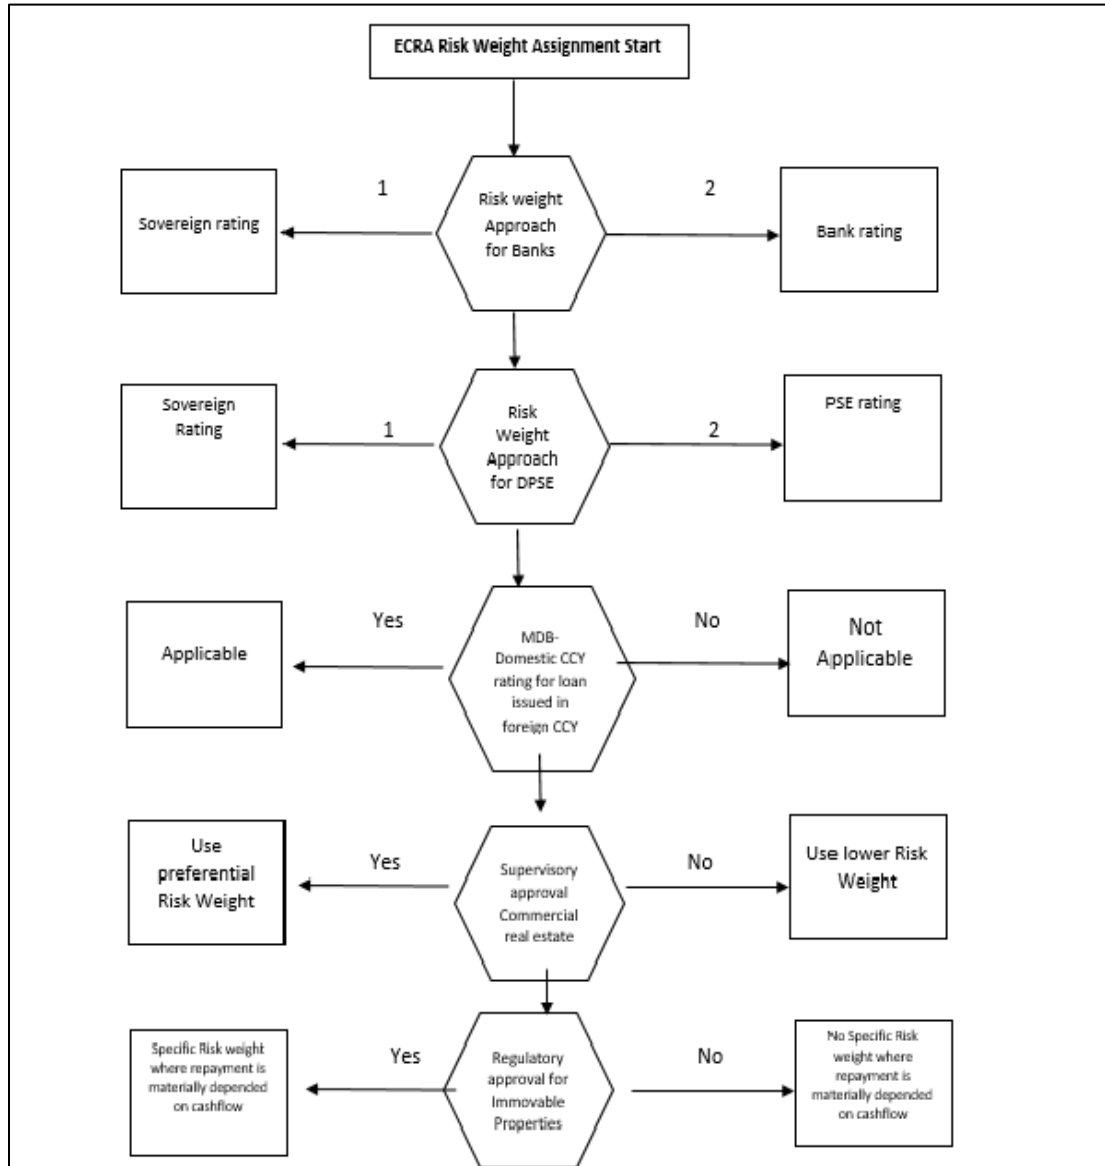 ECRA Risk Weight Assignment Start
1
2
Sovereign rating
Risk weight
Approach
for Banks
Bank rating
Sovereign
Rating
1
Risk
Weight
Approach
for DPSE
2
PSE rating
Applicable
Yes
MDB-
Domestic CCY
rating for loan
issued in
foreign CCY
No
Not
Applicable
Use
preferential
Risk Weight
Yes
Supervisory
approval
Commercial
real estate
No
Use lower Risk
Weight
Specific Risk weight
where repayment is
materially depended
on cashflow
Yes
Regulatory
approval for
Immovable
Properties
No
No Specific Risk
weight where
repayment is
materially depended
on cashflow